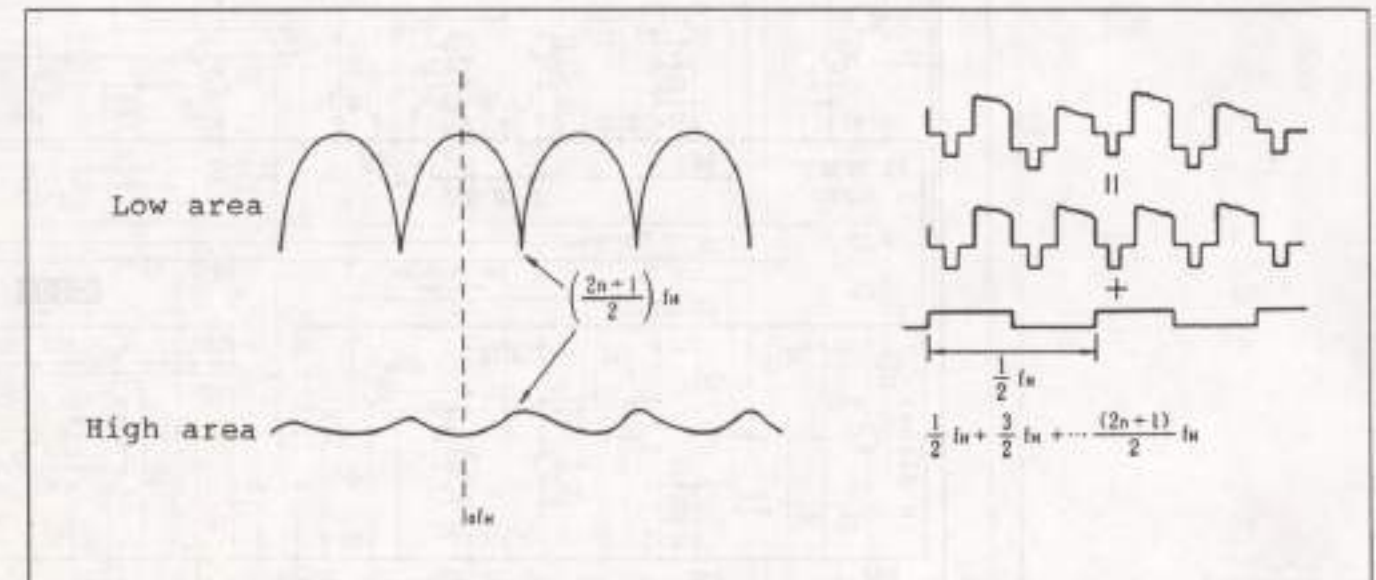 Low area
(2n+1/2) fH
High area
=
+
1/2 fH
1/2 fH + 3/2 fH + ··· (2n+1)/2 fH